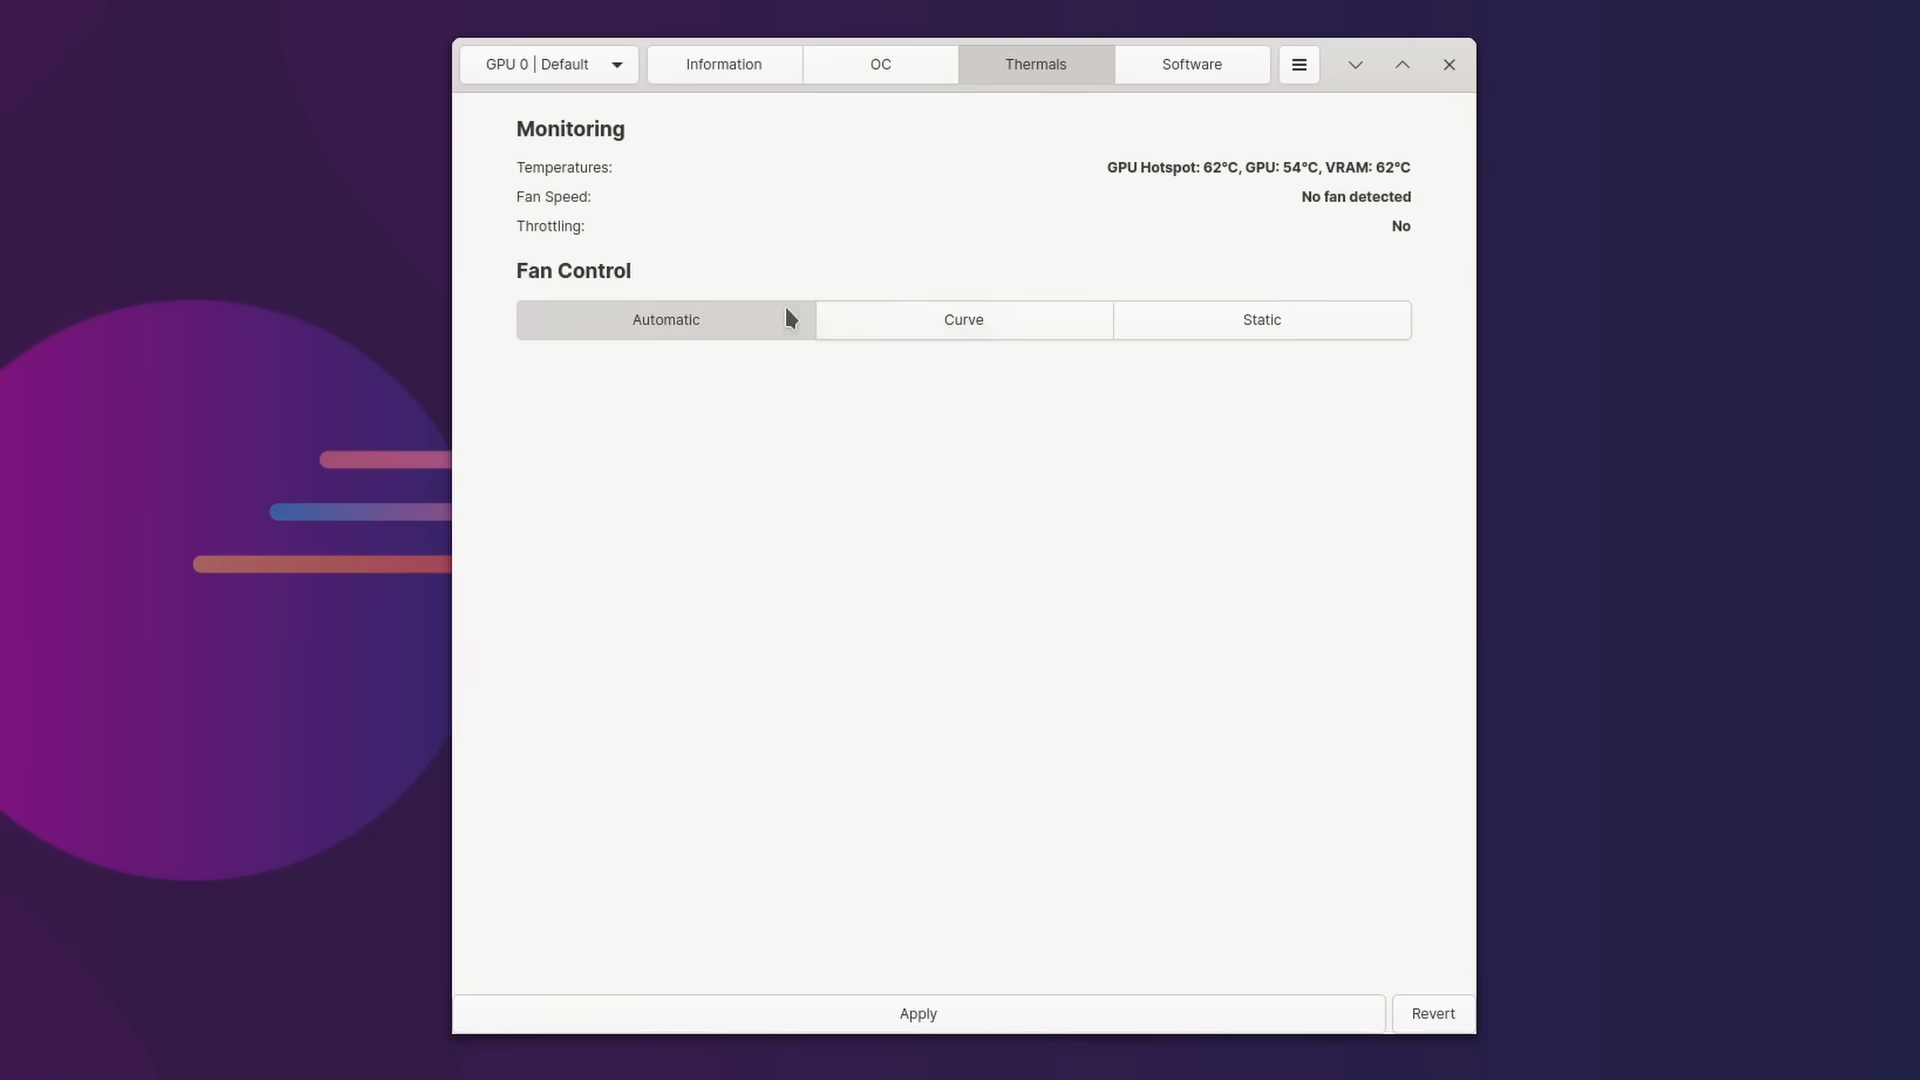 GPU 0 | Default Information OC Thermals Software
Monitoring
Temperatures: GPU Hotspot: 62°C, GPU: 54°C, VRAM: 62°C
Fan Speed: No fan detected
Throttling: No
Fan Control
Automatic Curve Static
Apply Revert